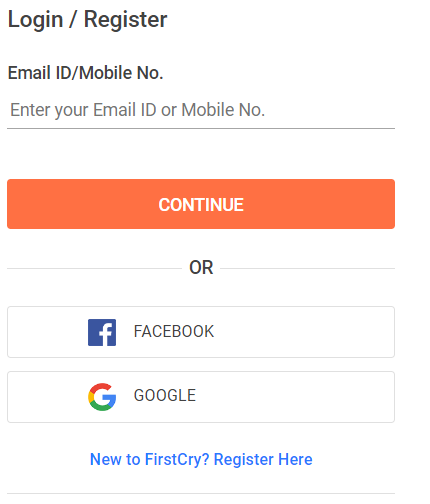 Login / Register
Email ID/Mobile No.
Enter your Email ID or Mobile No.
CONTINUE
OR
FACEBOOK
GOOGLE
New to FirstCry? Register Here